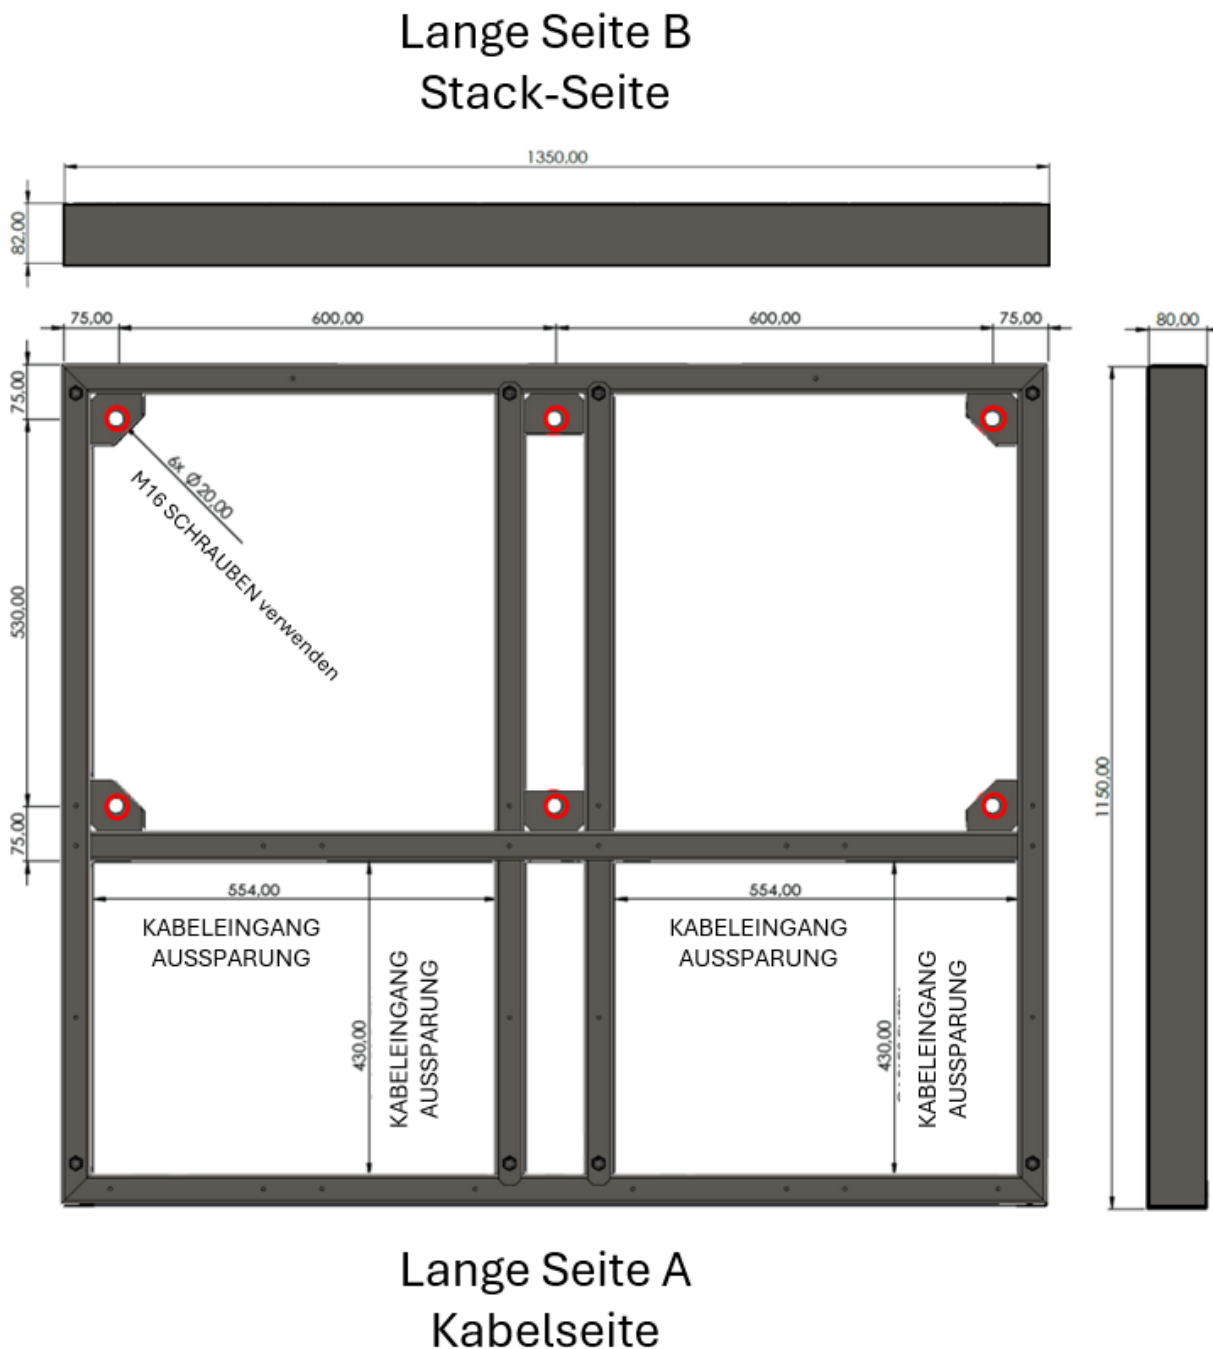 Lange Seite B
Stack-Seite
1350,00
82,00
75,00
600,00
600,00
75,00
80,00
75,00
6x Ø20,00
M16 SCHRAUBEN verwenden
530,00
1150,00
75,00
554,00
554,00
KABELEINGANG
AUSSPARUNG
KABELEINGANG
AUSSPARUNG
430,00
KABELEINGANG
AUSSPARUNG
430,00
KABELEINGANG
AUSSPARUNG
Lange Seite A
Kabelseite